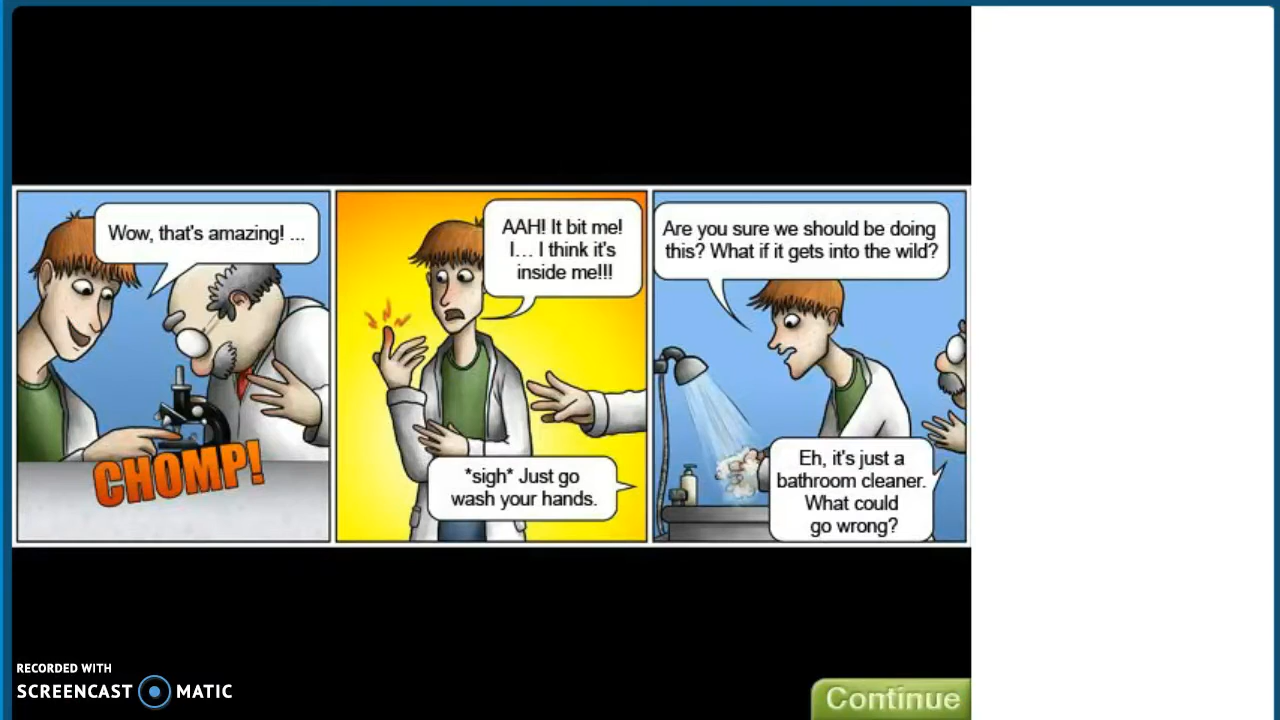 Wow, that's amazing! ...
CHOMP!
AAH! It bit me!
I... I think it's
inside me!!!
*sigh* Just go
wash your hands.
Are you sure we should be doing
this? What if it gets into the wild?
Eh, it's just a
bathroom cleaner.
What could
go wrong?
RECORDED WITH
SCREENCAST MATIC
Continue